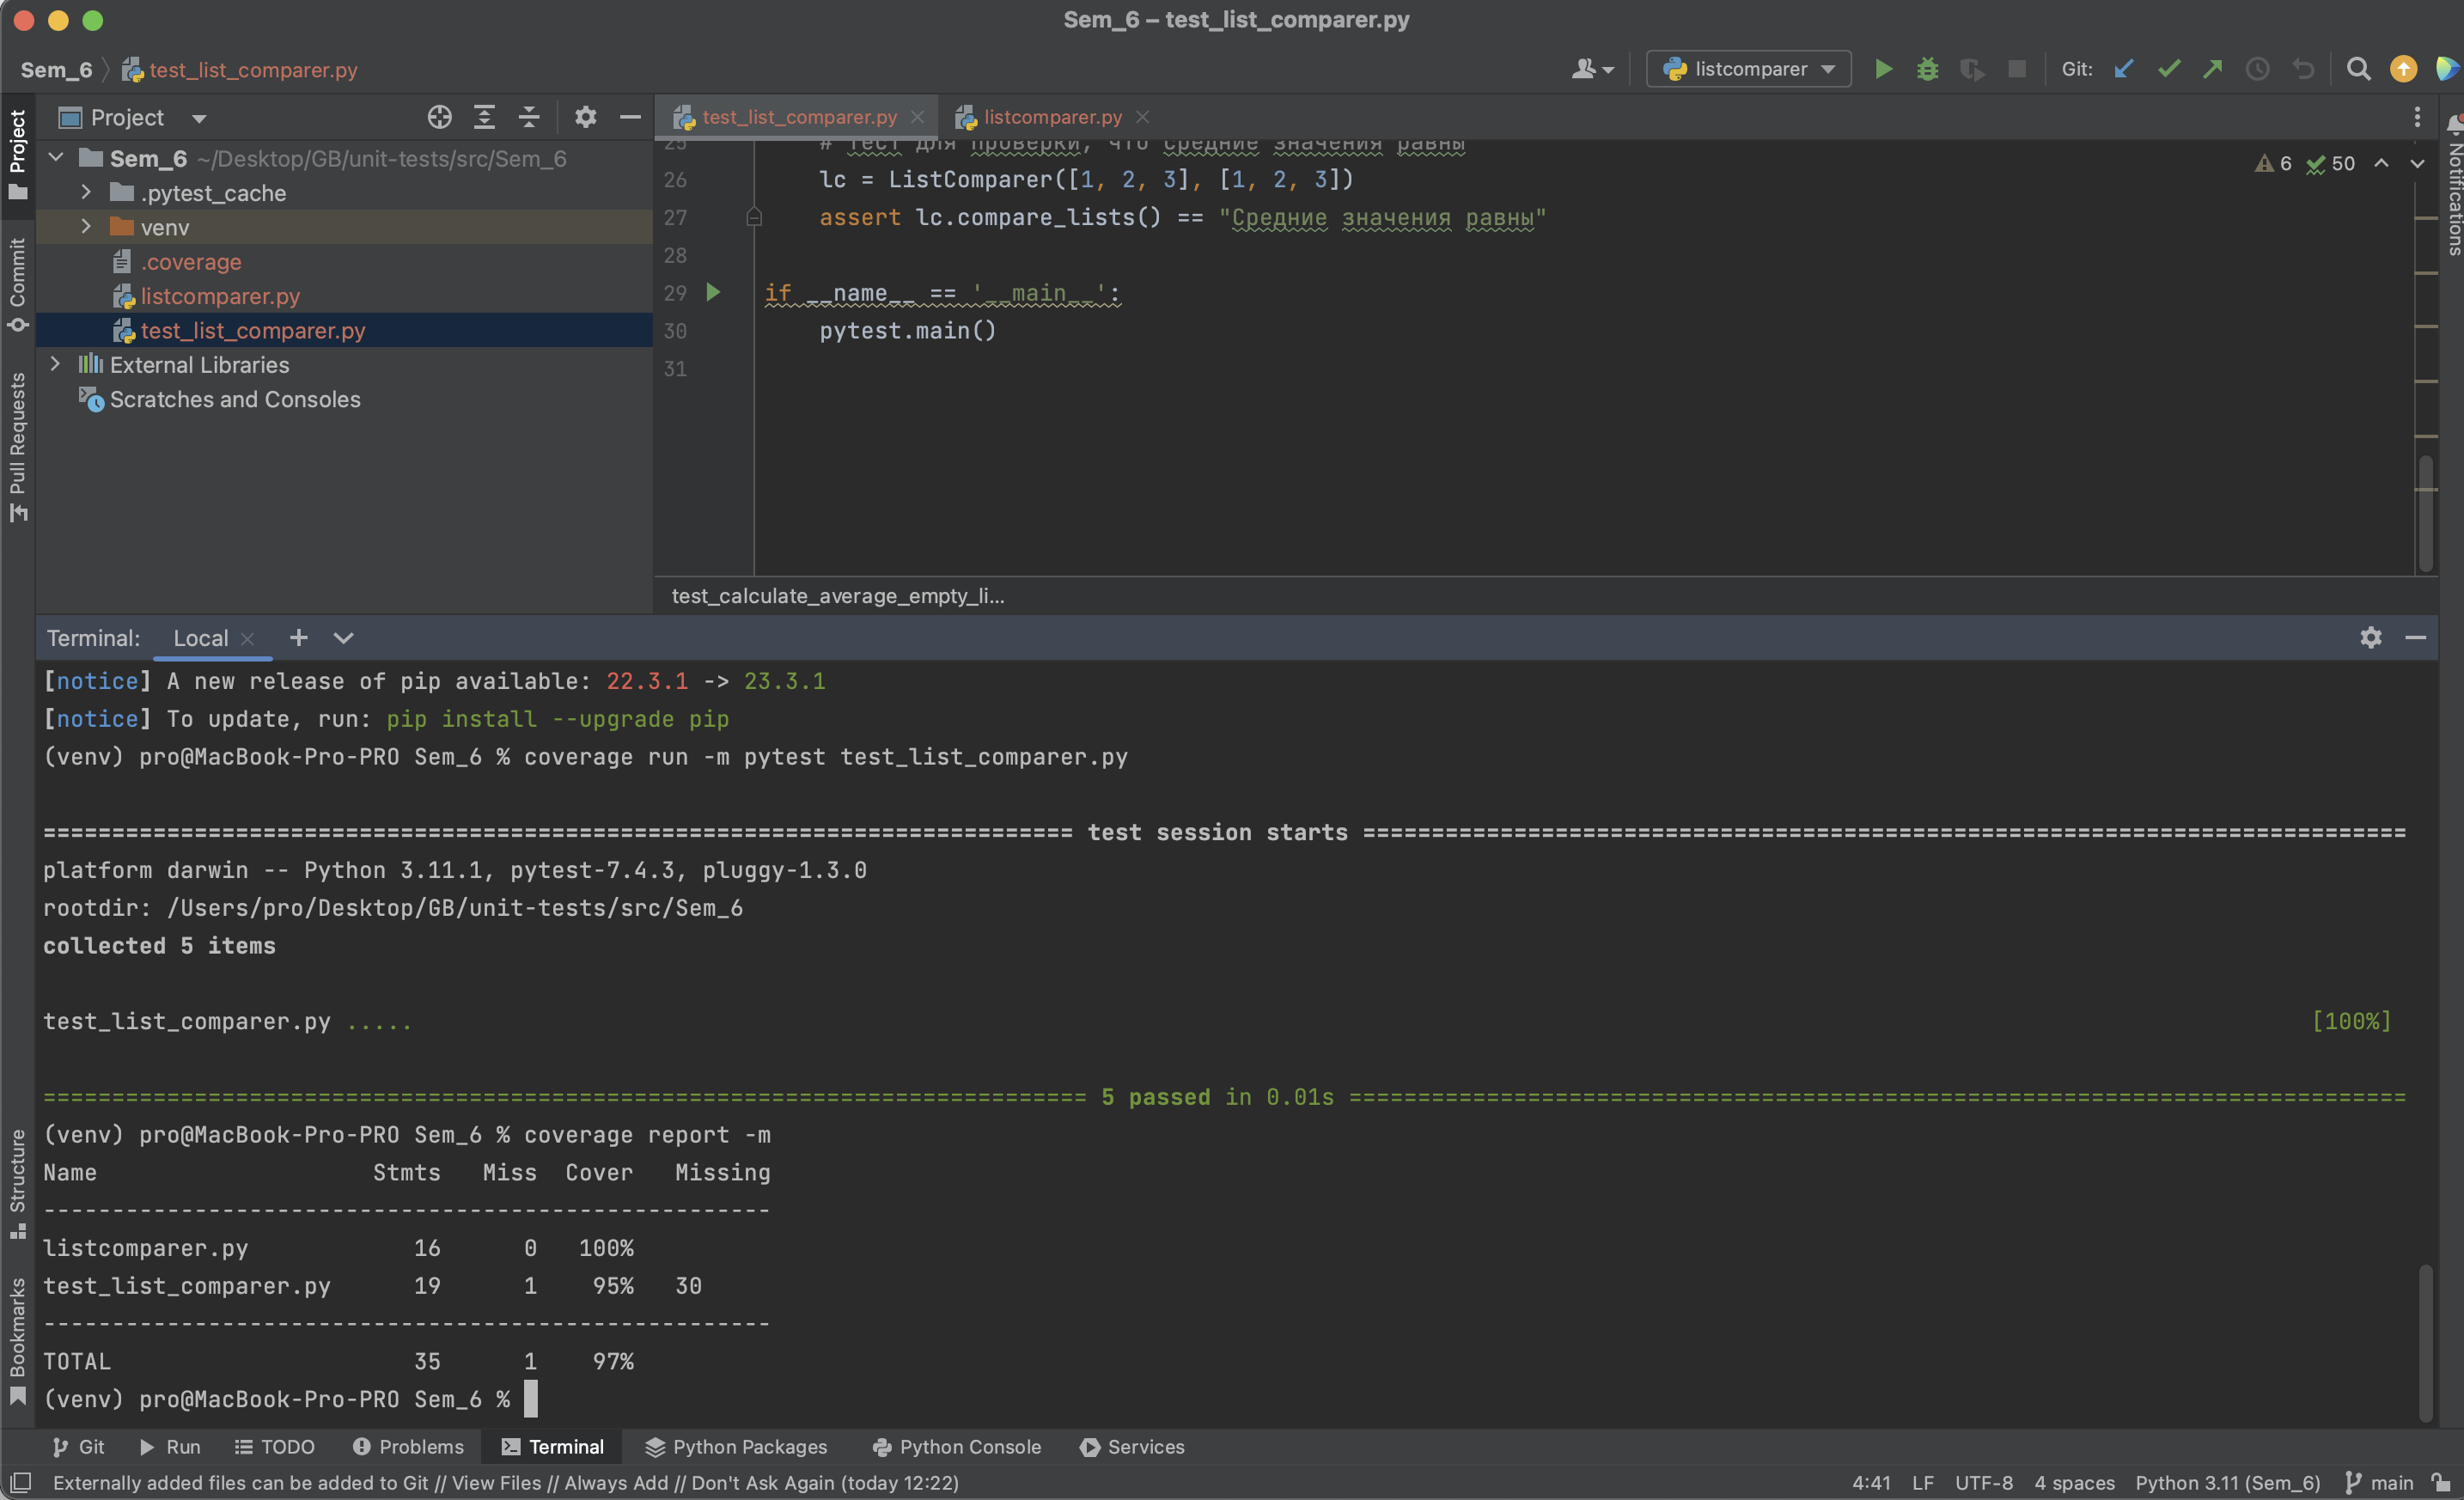 Sem_6 – test_list_comparer.py
Sem_6 test_list_comparer.py
listcomparer
Git:
Project
test_list_comparer.py
listcomparer.py
Project
Commit
Pull Requests
Structure
Bookmarks
Notifications
Sem_6 ~/Desktop/GB/unit-tests/src/Sem_6
.pytest_cache
venv
.coverage
listcomparer.py
test_list_comparer.py
External Libraries
Scratches and Consoles
6 50
25 # Тест для проверки, что средние значения равны
26 lc = ListComparer([1, 2, 3], [1, 2, 3])
27 assert lc.compare_lists() == "Средние значения равны"
28
29 if __name__ == '__main__':
30 pytest.main()
31
test_calculate_average_empty_li...
Terminal: Local
[notice] A new release of pip available: 22.3.1 -> 23.3.1
[notice] To update, run: pip install --upgrade pip
(venv) pro@MacBook-Pro-PRO Sem_6 % coverage run -m pytest test_list_comparer.py
=========================================================================== test session starts ============================================================================
platform darwin -- Python 3.11.1, pytest-7.4.3, pluggy-1.3.0
rootdir: /Users/pro/Desktop/GB/unit-tests/src/Sem_6
collected 5 items
test_list_comparer.py ..... [100%]
============================================================================ 5 passed in 0.01s =============================================================================
(venv) pro@MacBook-Pro-PRO Sem_6 % coverage report -m
Name Stmts Miss Cover Missing
-----------------------------------------------------
listcomparer.py 16 0 100%
test_list_comparer.py 19 1 95% 30
-----------------------------------------------------
TOTAL 35 1 97%
(venv) pro@MacBook-Pro-PRO Sem_6 %
Git Run TODO Problems Terminal Python Packages Python Console Services
Externally added files can be added to Git // View Files // Always Add // Don't Ask Again (today 12:22)
4:41 LF UTF-8 4 spaces Python 3.11 (Sem_6) main